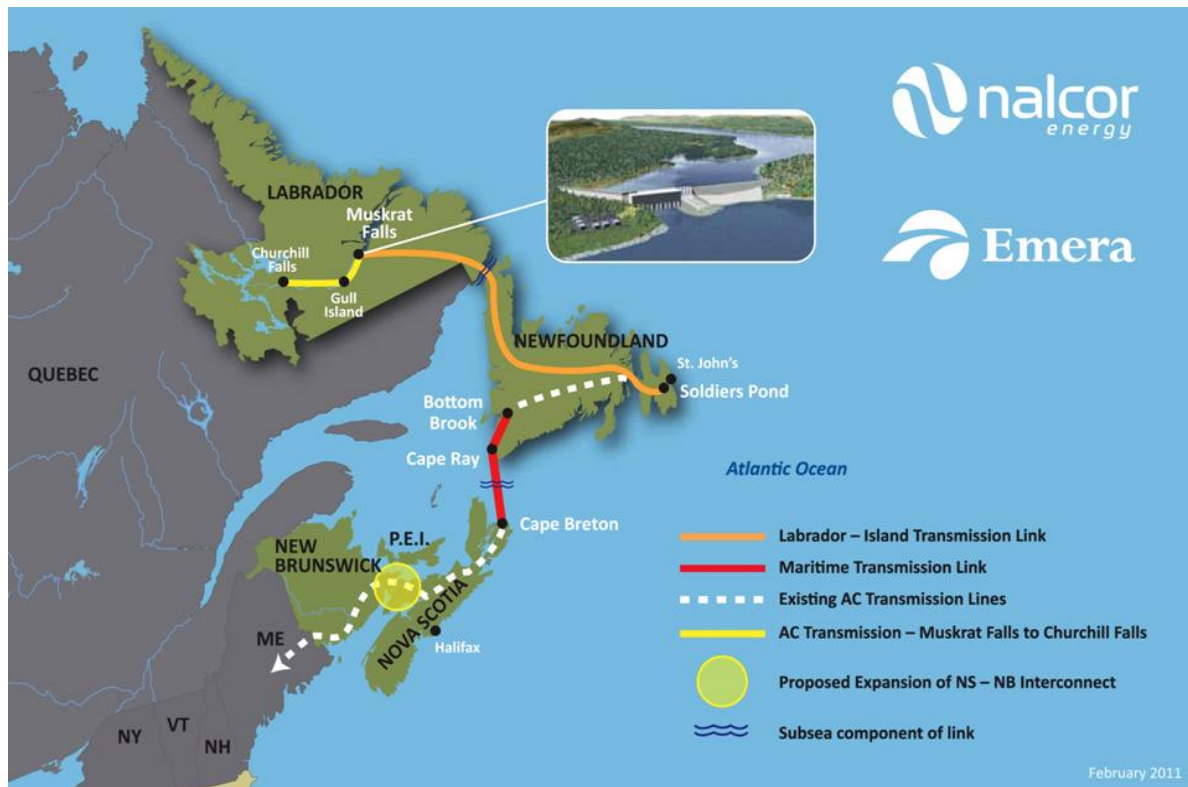 nalcor
energy
Emera
LABRADOR
Muskrat
Falls
Churchill
Falls
Gull
Island
QUEBEC
NEWFOUNDLAND
St. John's
Soldiers Pond
Bottom
Brook
Cape Ray
Atlantic Ocean
Cape Breton
P.E.I.
NEW
BRUNSWICK
NOVA SCOTIA
Halifax
ME
NY
VT
NH
Labrador – Island Transmission Link
Maritime Transmission Link
Existing AC Transmission Lines
AC Transmission – Muskrat Falls to Churchill Falls
Proposed Expansion of NS – NB Interconnect
Subsea component of link
February 2011